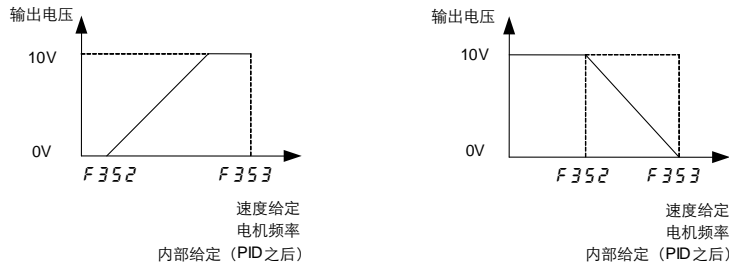 输出电压
10V
0V
F352 F353
速度给定
电机频率
内部给定（PID之后）
输出电压
10V
0V
F352 F353
速度给定
电机频率
内部给定（PID之后）